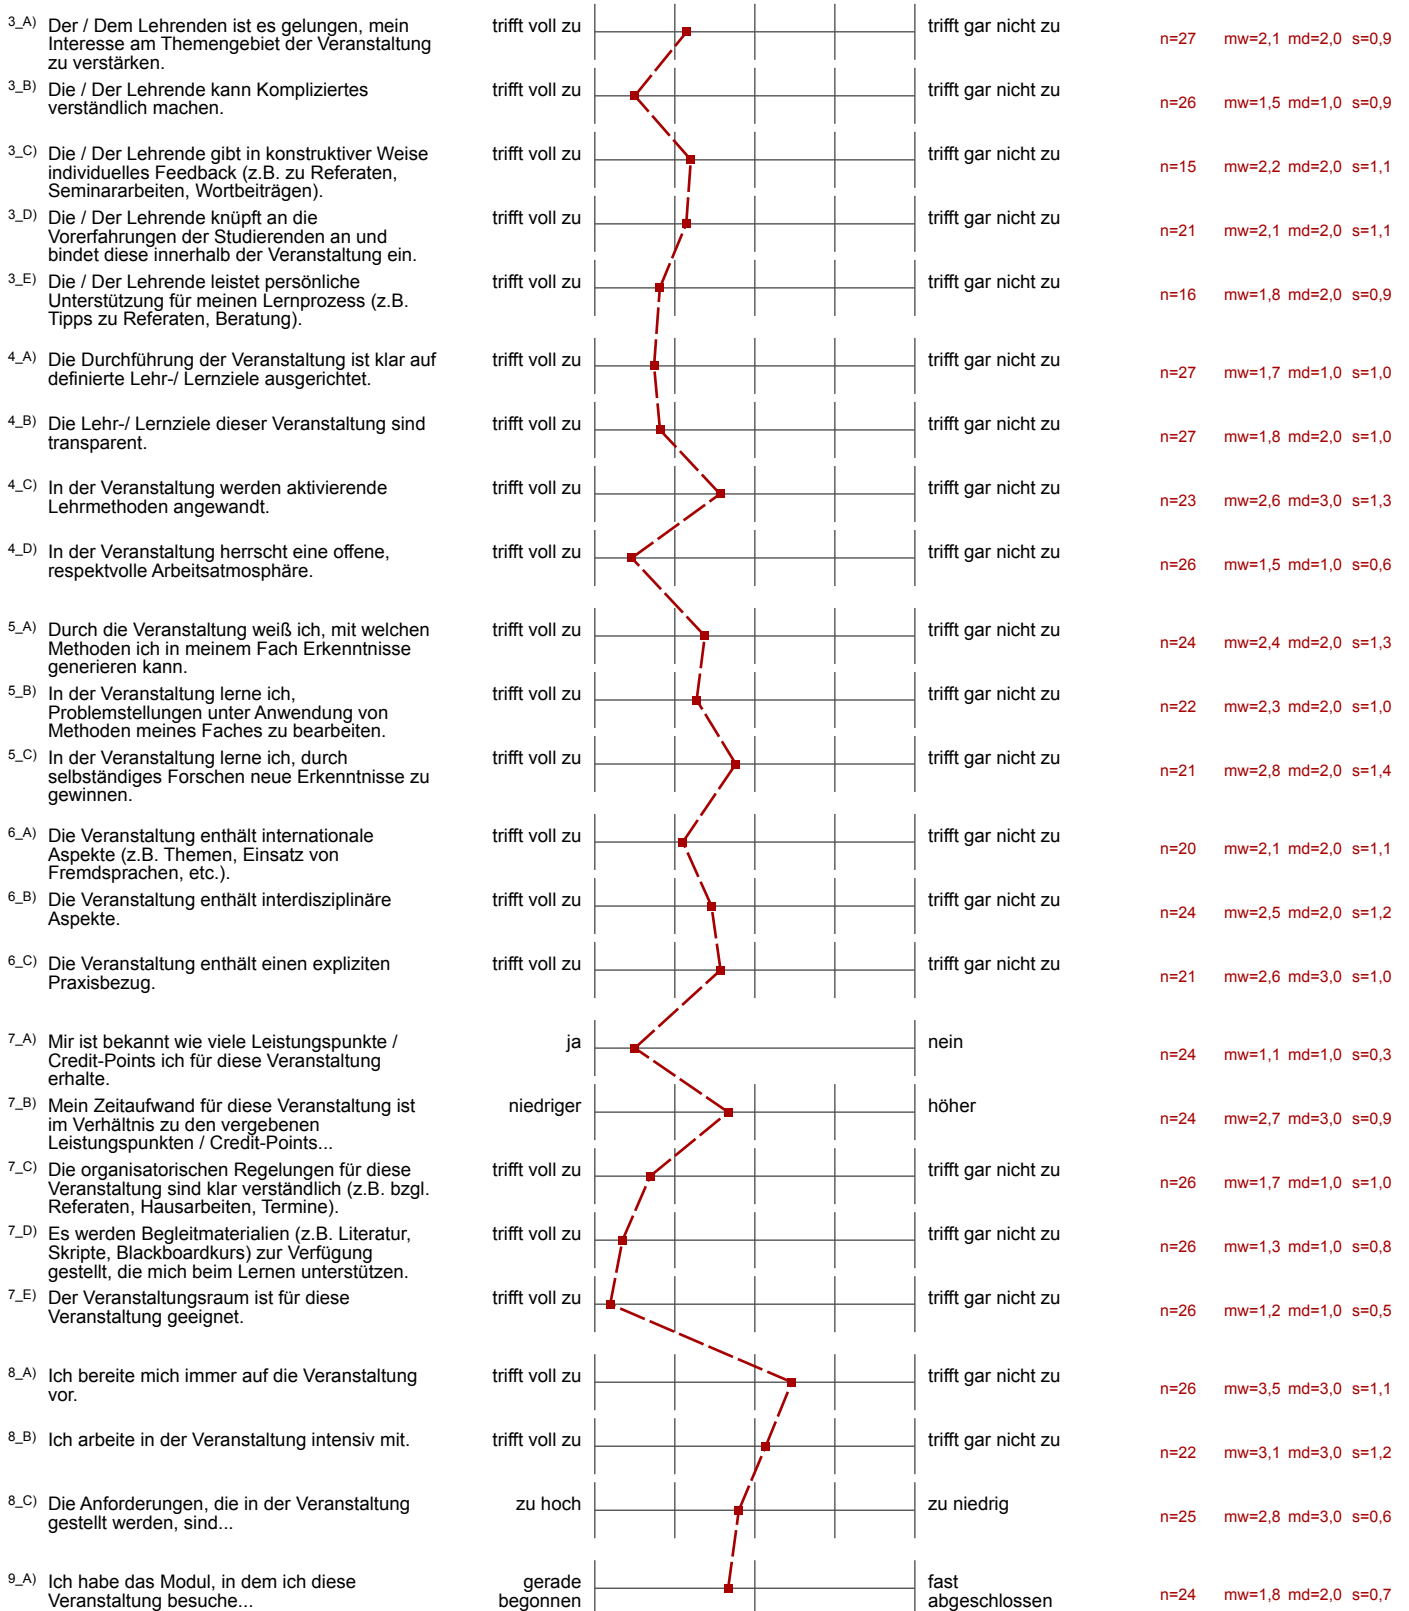 3_A) Der / Dem Lehrenden ist es gelungen, mein trifft voll zu trifft gar nicht zu
Interesse am Themengebiet der Veranstaltung n=27 mw=2,1 md=2,0 s=0,9
zu verstärken.
3_B) Die / Der Lehrende kann Kompliziertes trifft voll zu trifft gar nicht zu
verständlich machen. n=26 mw=1,5 md=1,0 s=0,9
3_C) Die / Der Lehrende gibt in konstruktiver Weise trifft voll zu trifft gar nicht zu
individuelles Feedback (z.B. zu Referaten, n=15 mw=2,2 md=2,0 s=1,1
Seminararbeiten, Wortbeiträgen).
3_D) Die / Der Lehrende knüpft an die trifft voll zu trifft gar nicht zu
Vorerfahrungen der Studierenden an und n=21 mw=2,1 md=2,0 s=1,1
bindet diese innerhalb der Veranstaltung ein.
3_E) Die / Der Lehrende leistet persönliche trifft voll zu trifft gar nicht zu
Unterstützung für meinen Lernprozess (z.B. n=16 mw=1,8 md=2,0 s=0,9
Tipps zu Referaten, Beratung).
4_A) Die Durchführung der Veranstaltung ist klar auf trifft voll zu trifft gar nicht zu
definierte Lehr-/ Lernziele ausgerichtet. n=27 mw=1,7 md=1,0 s=1,0
4_B) Die Lehr-/ Lernziele dieser Veranstaltung sind trifft voll zu trifft gar nicht zu
transparent. n=27 mw=1,8 md=2,0 s=1,0
4_C) In der Veranstaltung werden aktivierende trifft voll zu trifft gar nicht zu
Lehrmethoden angewandt. n=23 mw=2,6 md=3,0 s=1,3
4_D) In der Veranstaltung herrscht eine offene, trifft voll zu trifft gar nicht zu
respektvolle Arbeitsatmosphäre. n=26 mw=1,5 md=1,0 s=0,6
5_A) Durch die Veranstaltung weiß ich, mit welchen trifft voll zu trifft gar nicht zu
Methoden ich in meinem Fach Erkenntnisse n=24 mw=2,4 md=2,0 s=1,3
generieren kann.
5_B) In der Veranstaltung lerne ich, trifft voll zu trifft gar nicht zu
Problemstellungen unter Anwendung von n=22 mw=2,3 md=2,0 s=1,0
Methoden meines Faches zu bearbeiten.
5_C) In der Veranstaltung lerne ich, durch trifft voll zu trifft gar nicht zu
selbständiges Forschen neue Erkenntnisse zu n=21 mw=2,8 md=2,0 s=1,4
gewinnen.
6_A) Die Veranstaltung enthält internationale trifft voll zu trifft gar nicht zu
Aspekte (z.B. Themen, Einsatz von n=20 mw=2,1 md=2,0 s=1,1
Fremdsprachen, etc.).
6_B) Die Veranstaltung enthält interdisziplinäre trifft voll zu trifft gar nicht zu
Aspekte. n=24 mw=2,5 md=2,0 s=1,2
6_C) Die Veranstaltung enthält einen expliziten trifft voll zu trifft gar nicht zu
Praxisbezug. n=21 mw=2,6 md=3,0 s=1,0
7_A) Mir ist bekannt wie viele Leistungspunkte / ja nein
Credit-Points ich für diese Veranstaltung n=24 mw=1,1 md=1,0 s=0,3
erhalte.
7_B) Mein Zeitaufwand für diese Veranstaltung ist niedriger höher
im Verhältnis zu den vergebenen n=24 mw=2,7 md=3,0 s=0,9
Leistungspunkten / Credit-Points...
7_C) Die organisatorischen Regelungen für diese trifft voll zu trifft gar nicht zu
Veranstaltung sind klar verständlich (z.B. bzgl. n=26 mw=1,7 md=1,0 s=1,0
Referaten, Hausarbeiten, Termine).
7_D) Es werden Begleitmaterialien (z.B. Literatur, trifft voll zu trifft gar nicht zu
Skripte, Blackboardkurs) zur Verfügung n=26 mw=1,3 md=1,0 s=0,8
gestellt, die mich beim Lernen unterstützen.
7_E) Der Veranstaltungsraum ist für diese trifft voll zu trifft gar nicht zu
Veranstaltung geeignet. n=26 mw=1,2 md=1,0 s=0,5
8_A) Ich bereite mich immer auf die Veranstaltung trifft voll zu trifft gar nicht zu
vor. n=26 mw=3,5 md=3,0 s=1,1
8_B) Ich arbeite in der Veranstaltung intensiv mit. trifft voll zu trifft gar nicht zu
n=22 mw=3,1 md=3,0 s=1,2
8_C) Die Anforderungen, die in der Veranstaltung zu hoch zu niedrig
gestellt werden, sind... n=25 mw=2,8 md=3,0 s=0,6
9_A) Ich habe das Modul, in dem ich diese gerade fast
Veranstaltung besuche... begonnen abgeschlossen n=24 mw=1,8 md=2,0 s=0,7